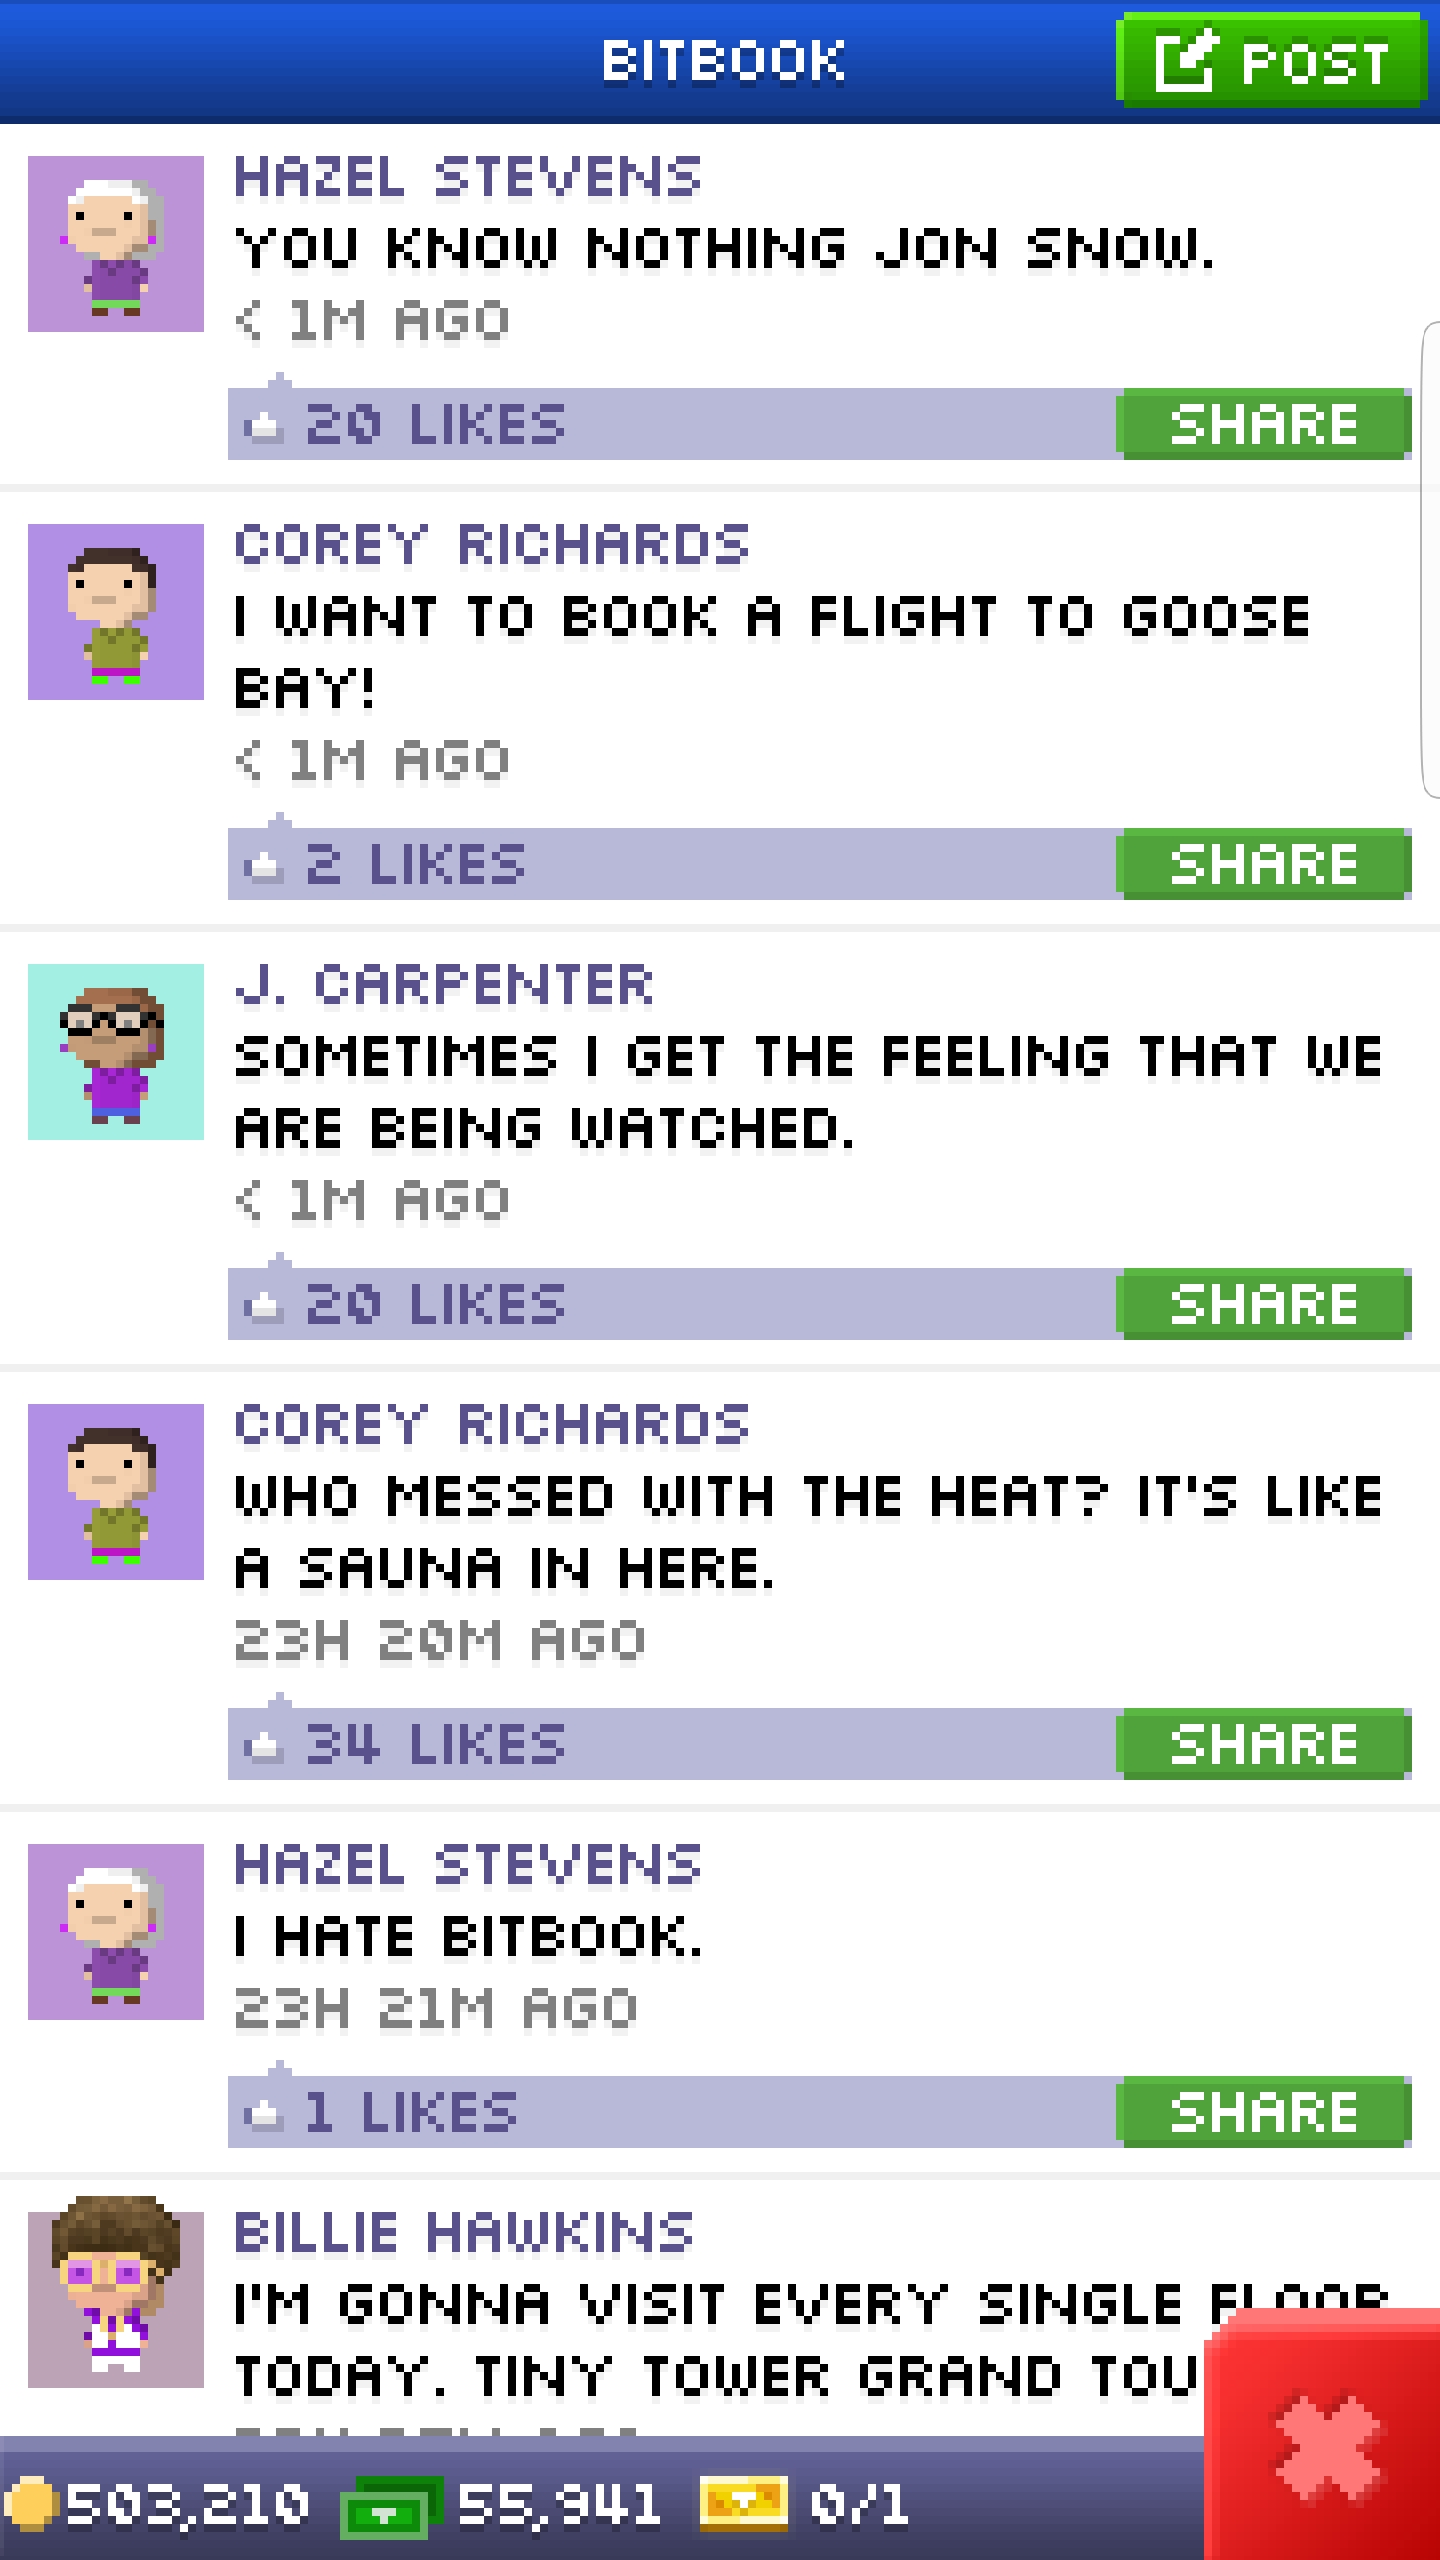 BITBOOK
POST
HAZEL STEVENS
YOU KNOW NOTHING JON SNOW.
< 1M AGO
20 LIKES
SHARE
COREY RICHARDS
I WANT TO BOOK A FLIGHT TO GOOSE
BAY!
< 1M AGO
2 LIKES
SHARE
J. CARPENTER
SOMETIMES I GET THE FEELING THAT WE
ARE BEING WATCHED.
< 1M AGO
20 LIKES
SHARE
COREY RICHARDS
WHO MESSED WITH THE HEAT? IT'S LIKE
A SAUNA IN HERE.
23H 20M AGO
34 LIKES
SHARE
HAZEL STEVENS
I HATE BITBOOK.
23H 21M AGO
1 LIKES
SHARE
BILLIE HAWKINS
I'M GONNA VISIT EVERY SINGLE FLOOR
TODAY. TINY TOWER GRAND TOU
503,210 55,941 0/1